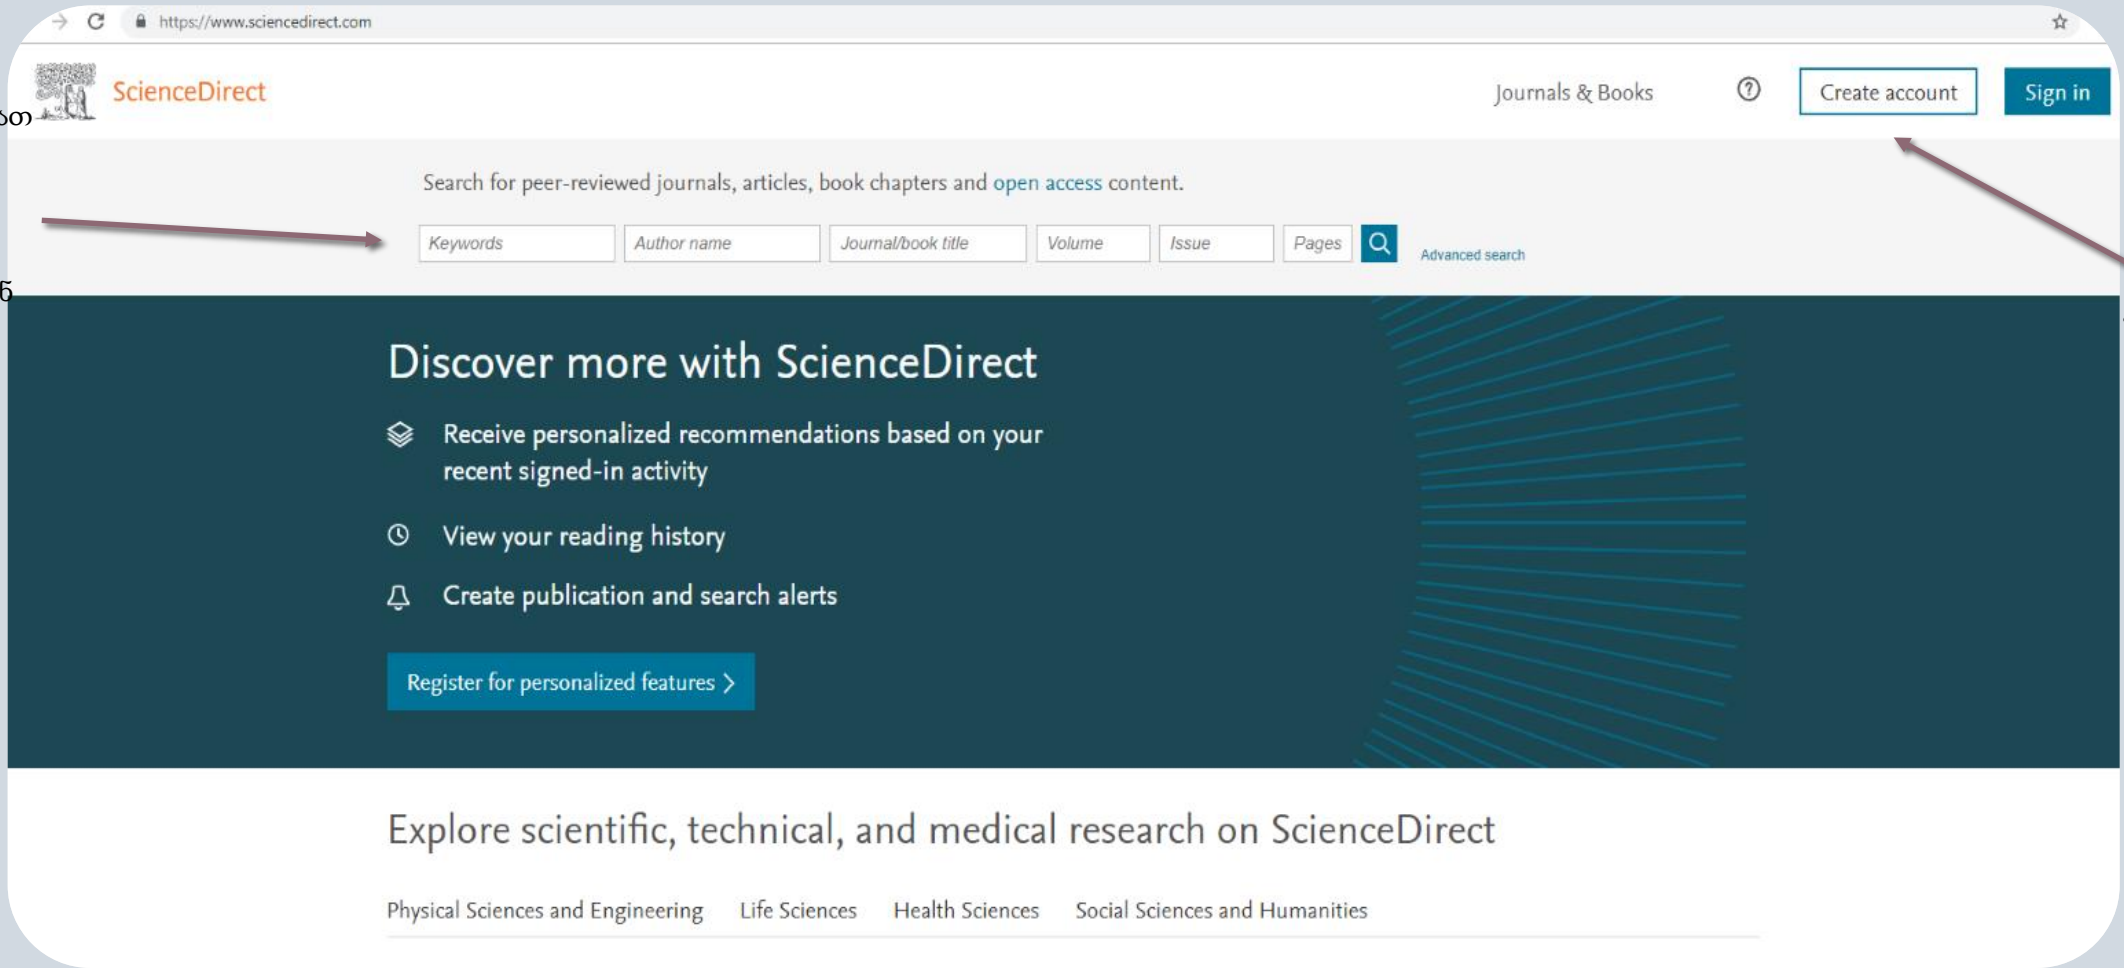 https://www.sciencedirect.com
ScienceDirect
Journals & Books
Create account
Sign in
Search for peer-reviewed journals, articles, book chapters and open access content.
Keywords
Author name
Journal/book title
Volume
Issue
Pages
Advanced search
Discover more with ScienceDirect
Receive personalized recommendations based on your
recent signed-in activity
View your reading history
Create publication and search alerts
Register for personalized features >
Explore scientific, technical, and medical research on ScienceDirect
Physical Sciences and Engineering
Life Sciences
Health Sciences
Social Sciences and Humanities